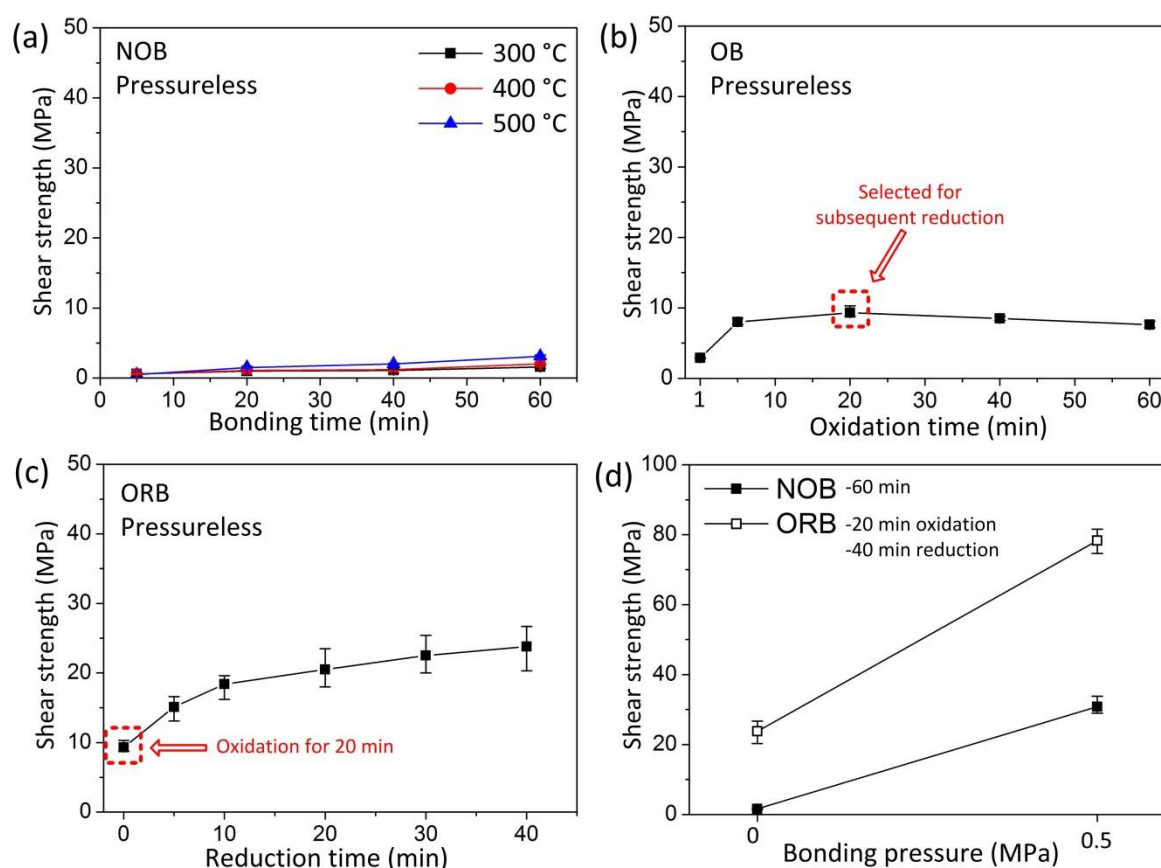 (a)
NOB
Pressureless
300 °C
400 °C
500 °C
50
40
30
20
10
0
Shear strength (MPa)
0 10 20 30 40 50 60
Bonding time (min)
(b)
OB
Pressureless
Selected for
subsequent reduction
50
40
30
20
10
0
Shear strength (MPa)
1 10 20 30 40 50 60
Oxidation time (min)
(c)
ORB
Pressureless
Oxidation for 20 min
50
40
30
20
10
0
Shear strength (MPa)
0 10 20 30 40
Reduction time (min)
(d)
NOB -60 min
ORB -20 min oxidation
-40 min reduction
100
80
60
40
20
0
Shear strength (MPa)
0 0.5
Bonding pressure (MPa)